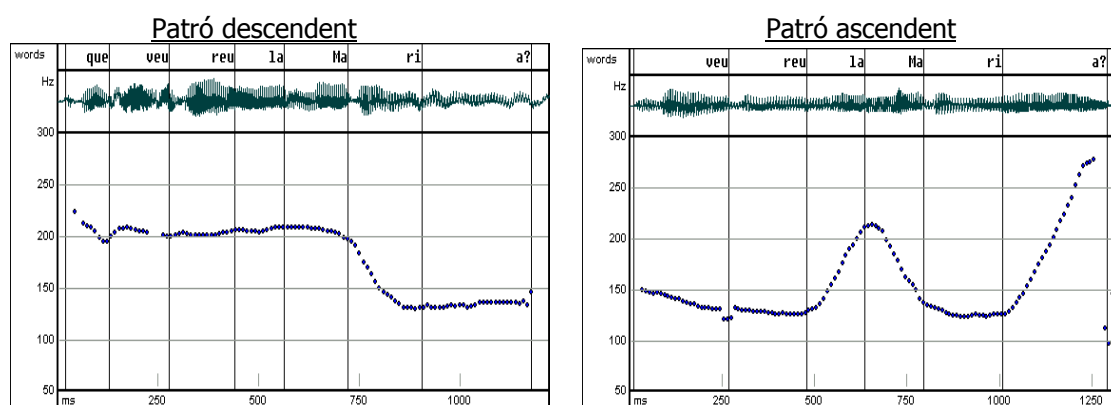 Patró descendent
words que veu reu la Ma ri a?
Hz
300
250
200
150
100
50
ms 250 500 750 1000
Patró ascendent
words veu reu la Ma ri a?
Hz
300
250
200
150
100
50
ms 250 500 750 1000 1250